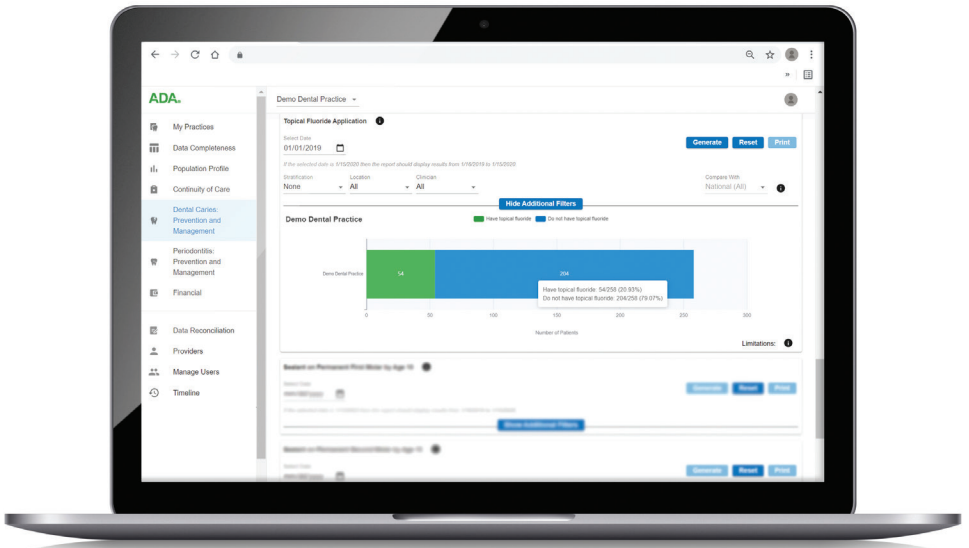 ADA.
My Practices
Data Completeness
Population Profile
Continuity of Care
Dental Caries:
Prevention and
Management
Periodontitis:
Prevention and
Management
Financial
Data Reconciliation
Providers
Manage Users
Timeline
Demo Dental Practice
Topical Fluoride Application
Select Date
01/01/2019
Generate Reset Print
If the selected date is 1/15/2020 then the report should display results from 1/16/2019 to 1/15/2020
Stratification Location Clinician Compare With
None All All National (All)
Hide Additional Filters
Demo Dental Practice
Have topical fluoride Do not have topical fluoride
Demo Dental Practice 54 204
Have topical fluoride: 54/258 (20.93%)
Do not have topical fluoride: 204/258 (79.07%)
0 50 100 150 200 250 300
Number of Patients
Limitations:
Select Date
Generate Reset Print
Show Additional Filters
Select Date
Generate Reset Print